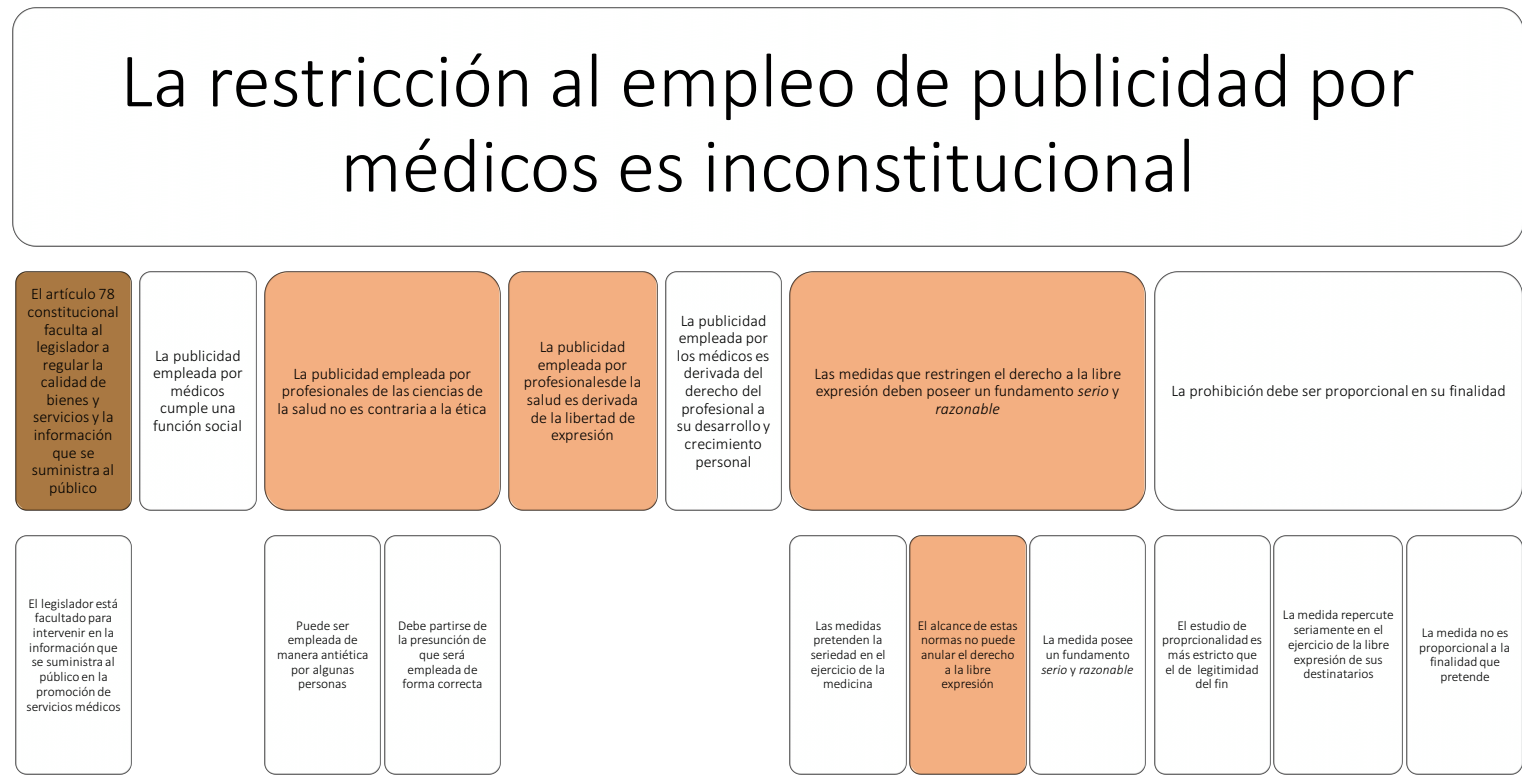 La restricción al empleo de publicidad por
médicos es inconstitucional
El artículo 78
constitucional
faculta al
legislador a
regular la
calidad de
bienes y
servicios y la
información
que se
suministra al
público
La publicidad
empleada por
médicos
cumple una
función social
La publicidad empleada por
profesionales de las ciencias de
la salud no es contraria a la ética
La publicidad
empleada por
profesionalesde la
salud es derivada
de la libertad de
expresión
La publicidad
empleada por
los médicos es
derivada del
derecho del
profesional a
su desarrollo y
crecimiento
personal
Las medidas que restringen el derecho a la libre
expresión deben poseer un fundamento serio y
razonable
La prohibición debe ser proporcional en su finalidad
El legislador está
facultado para
intervenir en la
información que
se suministra al
público en la
promoción de
servicios médicos
Puede ser
empleada de
manera antiética
por algunas
personas
Debe partirse de
la presunción de
que será
empleada de
forma correcta
Las medidas
pretenden la
seriedad en el
ejercicio de la
medicina
El alcance de estas
normas no puede
anular el derecho
a la libre
expresión
La medida posee
un fundamento
serio y razonable
El estudio de
proprcionalidad es
más estricto que
el de legitimidad
del fin
La medida repercute
seriamente en el
ejercicio de la libre
expresión de sus
destinatarios
La medida no es
proporcional a la
finalidad que
pretende